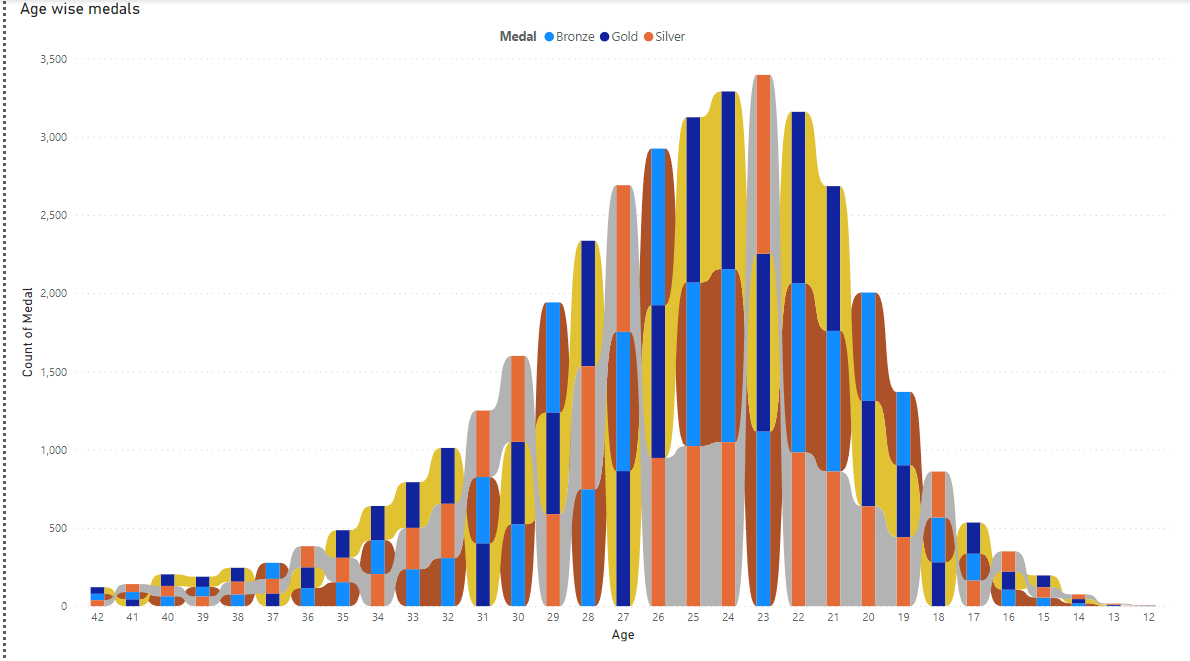 Age wise medals
Medal Bronze Gold Silver
3,500
3,000
2,500
2,000
1,500
1,000
500
0
Count of Medal
42 41 40 39 38 37 36 35 34 33 32 31 30 29 28 27 26 25 24 23 22 21 20 19 18 17 16 15 14 13 12
Age